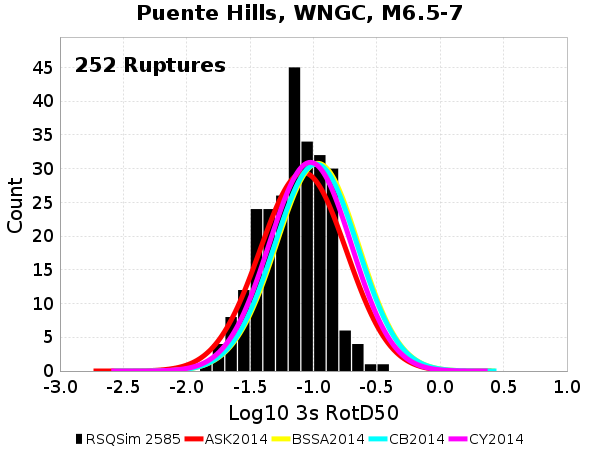 Puente Hills, WNGC, M6.5-7
252 Ruptures
Count
45
40
35
30
25
20
15
10
5
0
-3.0 -2.5 -2.0 -1.5 -1.0 -0.5 0.0 0.5 1.0
Log10 3s RotD50
RSQSim 2585 ASK2014 BSSA2014 CB2014 CY2014